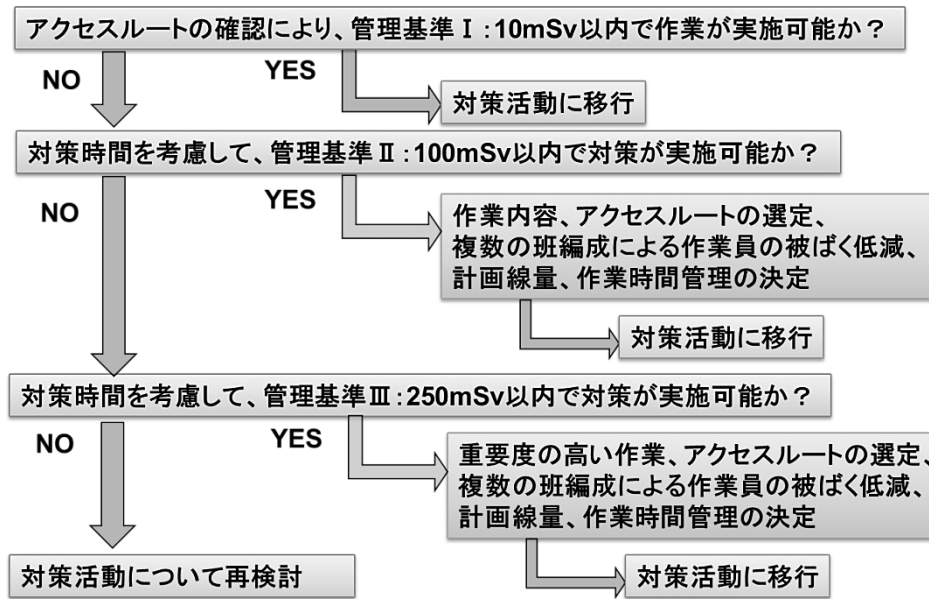 アクセスルートの確認により、管理基準Ⅰ:10mSv以内で作業が実施可能か?
NO
YES
対策活動に移行
対策時間を考慮して、管理基準Ⅱ:100mSv以内で対策が実施可能か?
NO
YES
作業内容、アクセスルートの選定、
複数の班編成による作業員の被ばく低減、
計画線量、作業時間管理の決定
対策活動に移行
対策時間を考慮して、管理基準Ⅲ:250mSv以内で対策が実施可能か?
NO
YES
重要度の高い作業、アクセスルートの選定、
複数の班編成による作業員の被ばく低減、
計画線量、作業時間管理の決定
対策活動について再検討
対策活動に移行